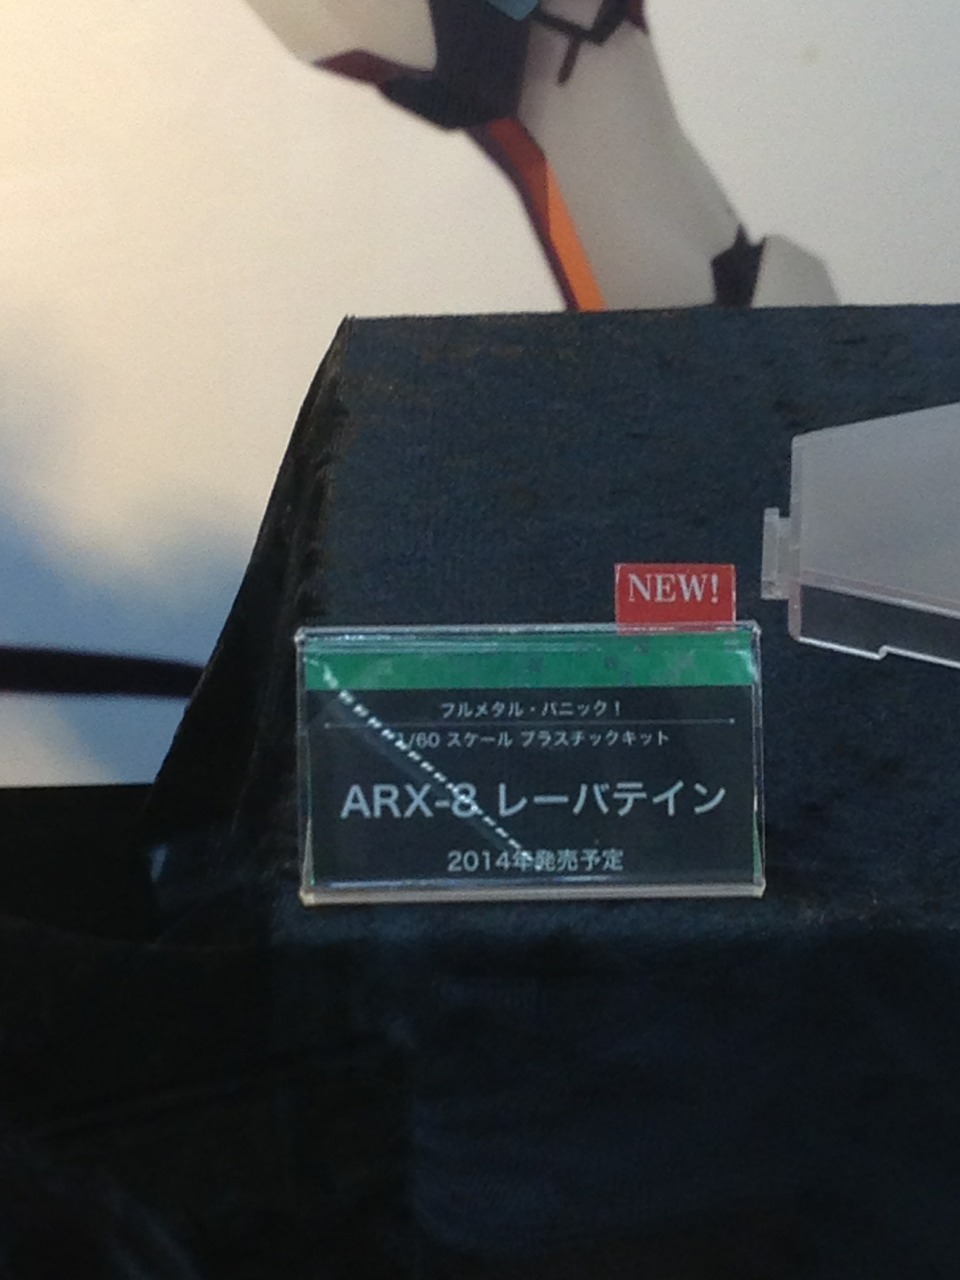 NEW!
フルメタル・パニック！
1/60 スケール プラスチックキット
ARX-8 レーバテイン
2014年発売予定